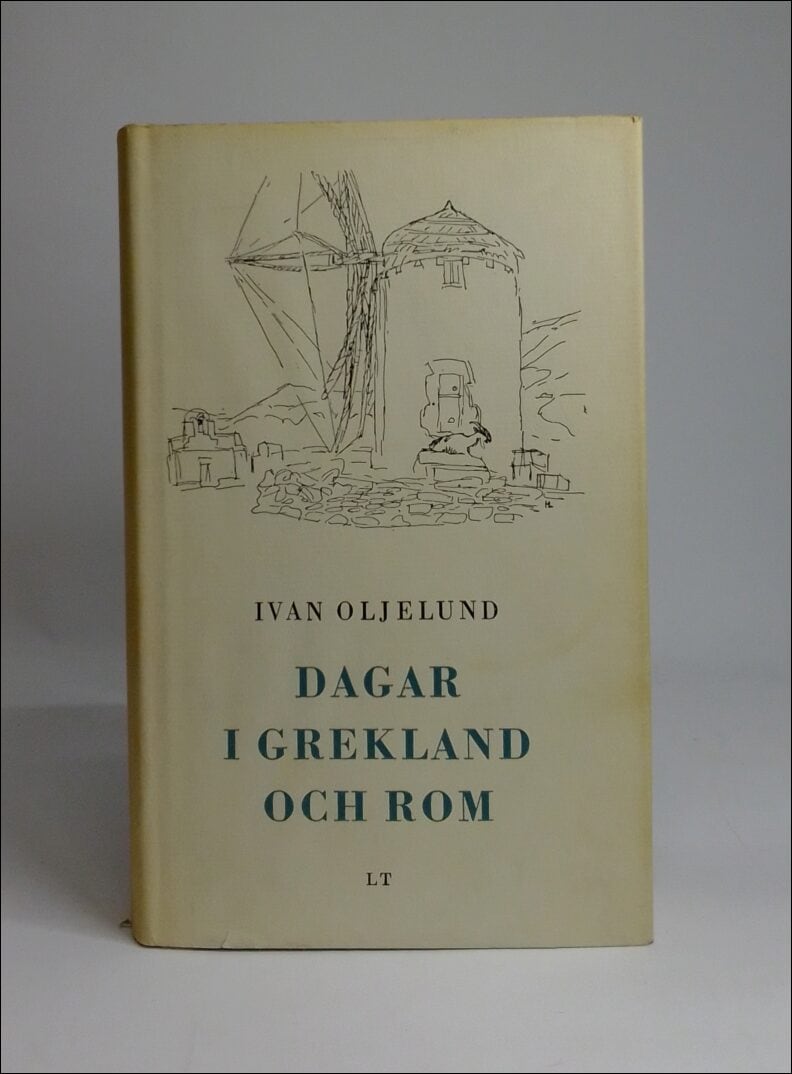 IVAN OLJELUND
DAGAR
I GREKLAND
OCH ROM
LT